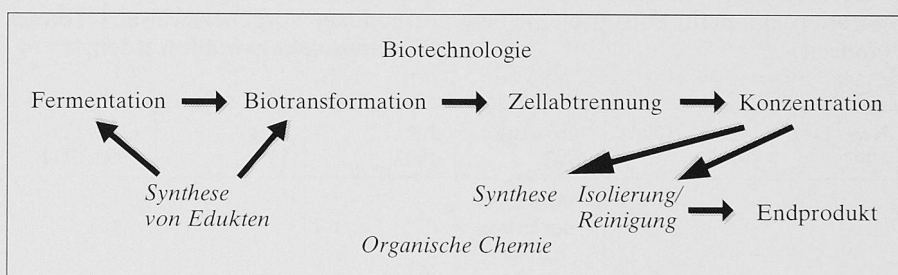 Biotechnologie
Fermentation Biotransformation Zellabtrennung Konzentration
Synthese von Edukten
Synthese Isolierung/
Reinigung Endprodukt
Organische Chemie